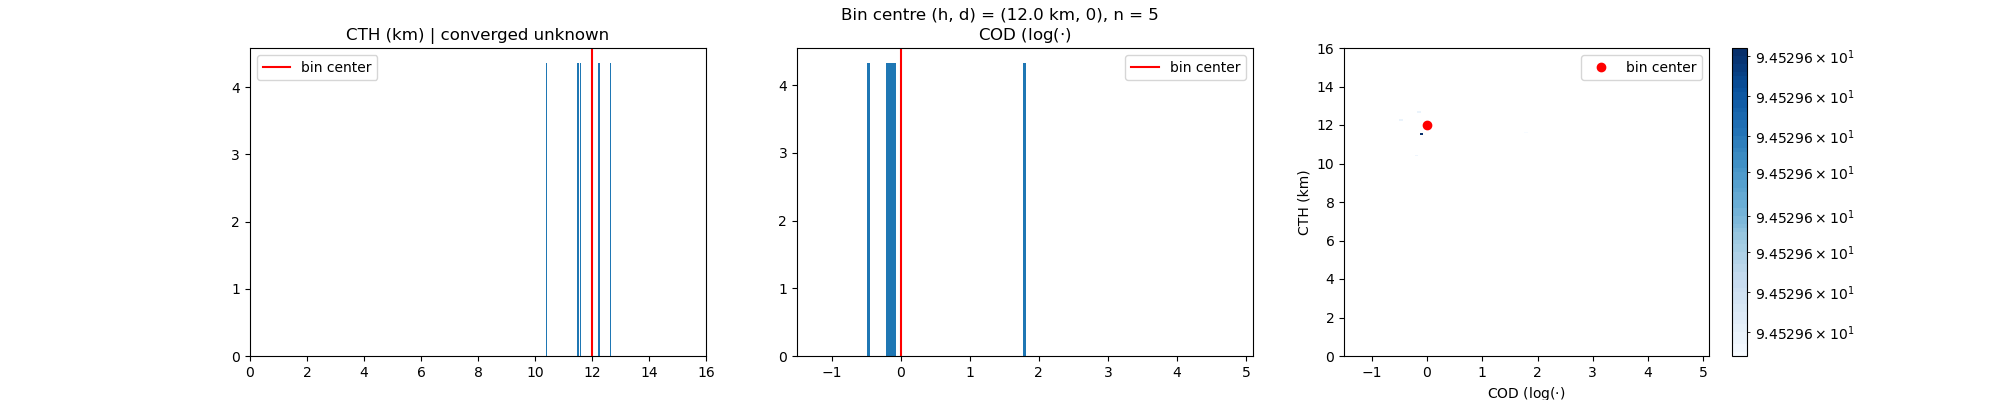 Bin centre (h, d) = (12.0 km, 0), n = 5
CTH (km) | converged unknown
bin center
4
3
2
1
0
0 2 4 6 8 10 12 14 16
COD (log(·)
bin center
4
3
2
1
0
−1 0 1 2 3 4 5
bin center
CTH (km)
16
14
12
10
8
6
4
2
0
−1 0 1 2 3 4 5
COD (log(·)
9.45296 × 10¹
9.45296 × 10¹
9.45296 × 10¹
9.45296 × 10¹
9.45296 × 10¹
9.45296 × 10¹
9.45296 × 10¹
9.45296 × 10¹